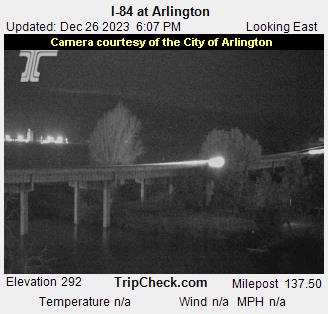 I-84 at Arlington
Updated: Dec 26 2023 6:07 PM Looking East
Camera courtesy of the City of Arlington
Elevation 292 TripCheck.com Milepost 137.50
Temperature n/a Wind n/a MPH n/a